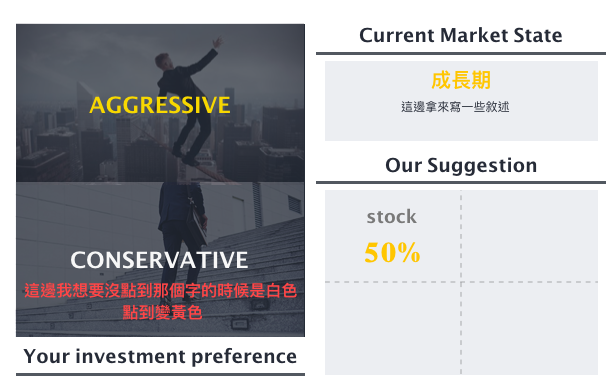 AGGRESSIVE
CONSERVATIVE
這邊我想要沒點到那個字的時候是白色
點到變黃色
Your investment preference
Current Market State
成長期
這邊拿來寫一些敘述
Our Suggestion
stock
50%